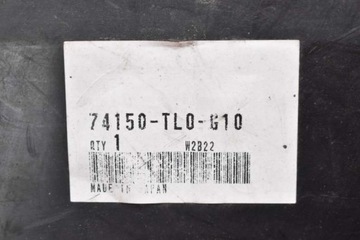 74150-TL0-G10
QTY 1 W2B22
MADE IN JAPAN